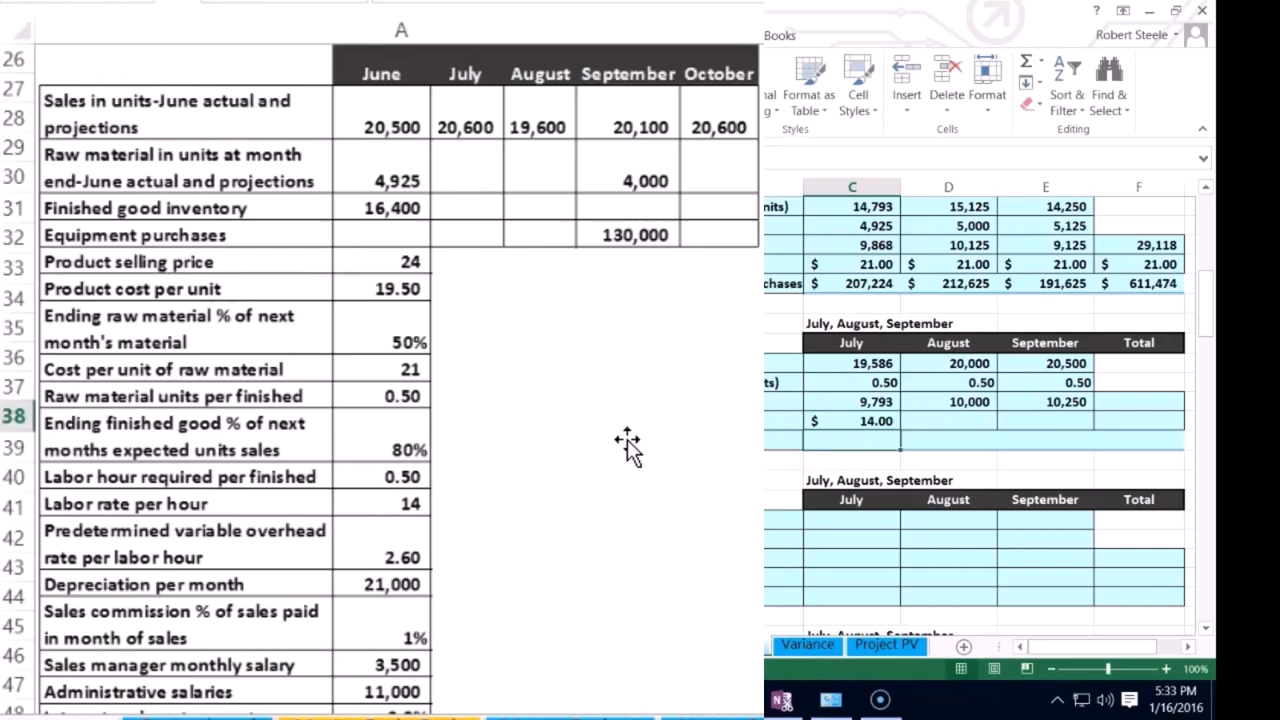 Books
? 
Robert Steele
Format as
Table
Cell
Styles
Insert
Delete
Format
Sort &
Filter
Find &
Select
Styles
Cells
Editing
A
26
27
28
29
30
31
32
33
34
35
36
37
38
39
40
41
42
43
44
45
46
47
June July August September October
Sales in units-June actual and
projections 20,500 20,600 19,600 20,100 20,600
Raw material in units at month
end-June actual and projections 4,925 4,000
Finished good inventory 16,400
Equipment purchases 130,000
Product selling price 24
Product cost per unit 19.50
Ending raw material % of next
month's material 50%
Cost per unit of raw material 21
Raw material units per finished 0.50
Ending finished good % of next
months expected units sales 80%
Labor hour required per finished 0.50
Labor rate per hour 14
Predetermined variable overhead
rate per labor hour 2.60
Depreciation per month 21,000
Sales commission % of sales paid
in month of sales 1%
Sales manager monthly salary 3,500
Administrative salaries 11,000
C D E F
14,793 15,125 14,250
4,925 5,000 5,125
9,868 10,125 9,125 29,118
$ 21.00 $ 21.00 $ 21.00 $ 21.00
chases $ 207,224 $ 212,625 $ 191,625 $ 611,474
July, August, September
July August September Total
19,586 20,000 20,500
0.50 0.50 0.50
9,793 10,000 10,250
$ 14.00
July, August, September
July August September Total
Variance
Project PV
100%
5:33 PM
1/16/2016